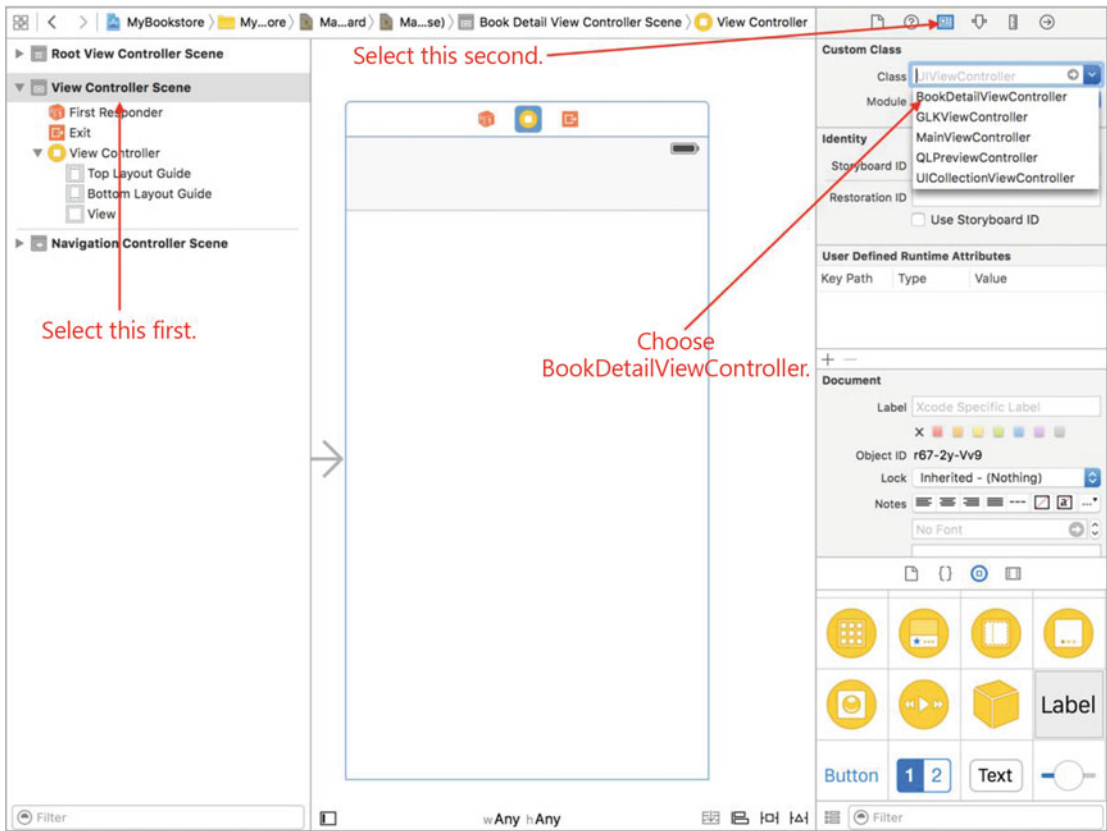 MyBookstore
My...ore)
Ma...ard)
Ma...se)
Book Detail View Controller Scene
View Controller
Root View Controller Scene
View Controller Scene
First Responder
Exit
View Controller
Top Layout Guide
Bottom Layout Guide
View
Navigation Controller Scene
Filter
Select this first.
Select this second.
Choose
BookDetailViewController.
wAny hAny
Custom Class
Class UIViewController
BookDetailViewController
Module
GLKViewController
MainViewController
QLPreviewController
UICollectionViewController
Identity
Storyboard ID
Restoration ID
Use Storyboard ID
User Defined Runtime Attributes
Key Path Type Value
Document
Label Xcode Specific Label
X
Object ID r67-2y-Vv9
Lock Inherited - (Nothing)
Notes
No Font
{}
Label
Button 1 2 Text
Filter